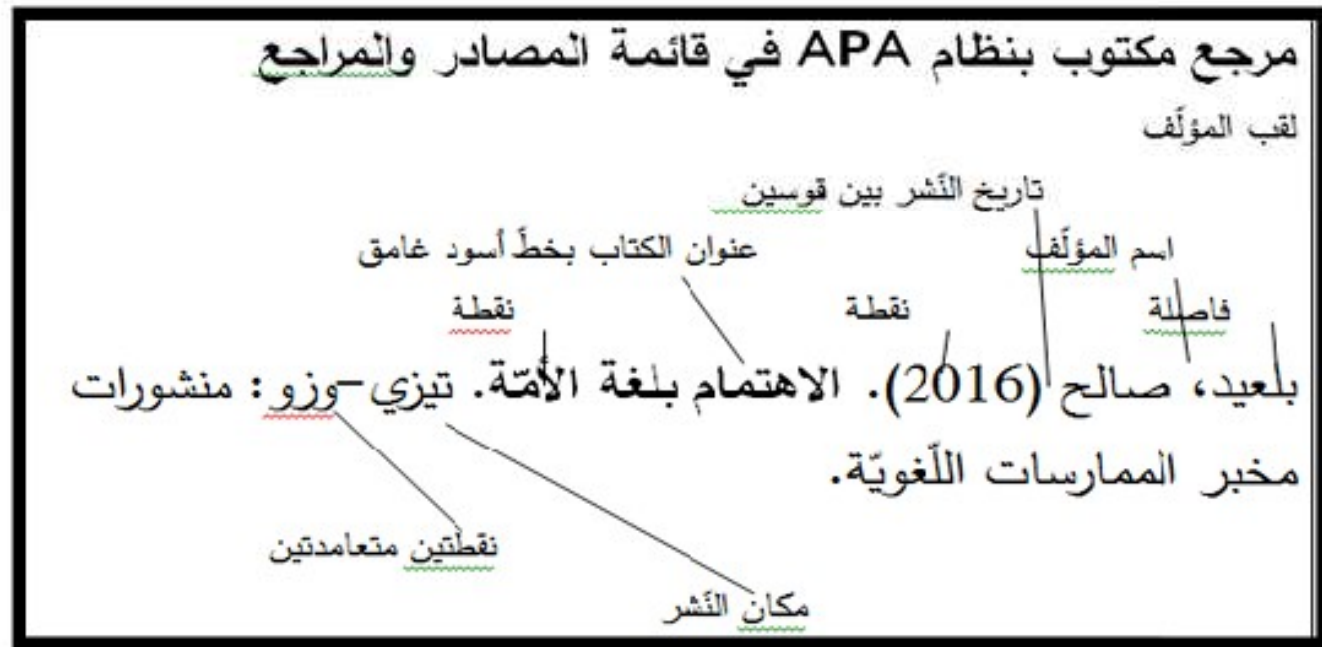 مرجع مكتوب بنظام APA في قائمة المصادر والمراجع
لقب المؤلّف
تاريخ النّشر بين قوسين
اسم المؤلّف عنوان الكتاب بخطّ أسود غامق
فاصلة نقطة نقطة
بلعيد، صالح (2016). الاهتمام بلغة الأمّة. تيزي-وزو: منشورات
مخبر الممارسات اللّغويّة.
نقطتين متعامدتين
مكان النّشر